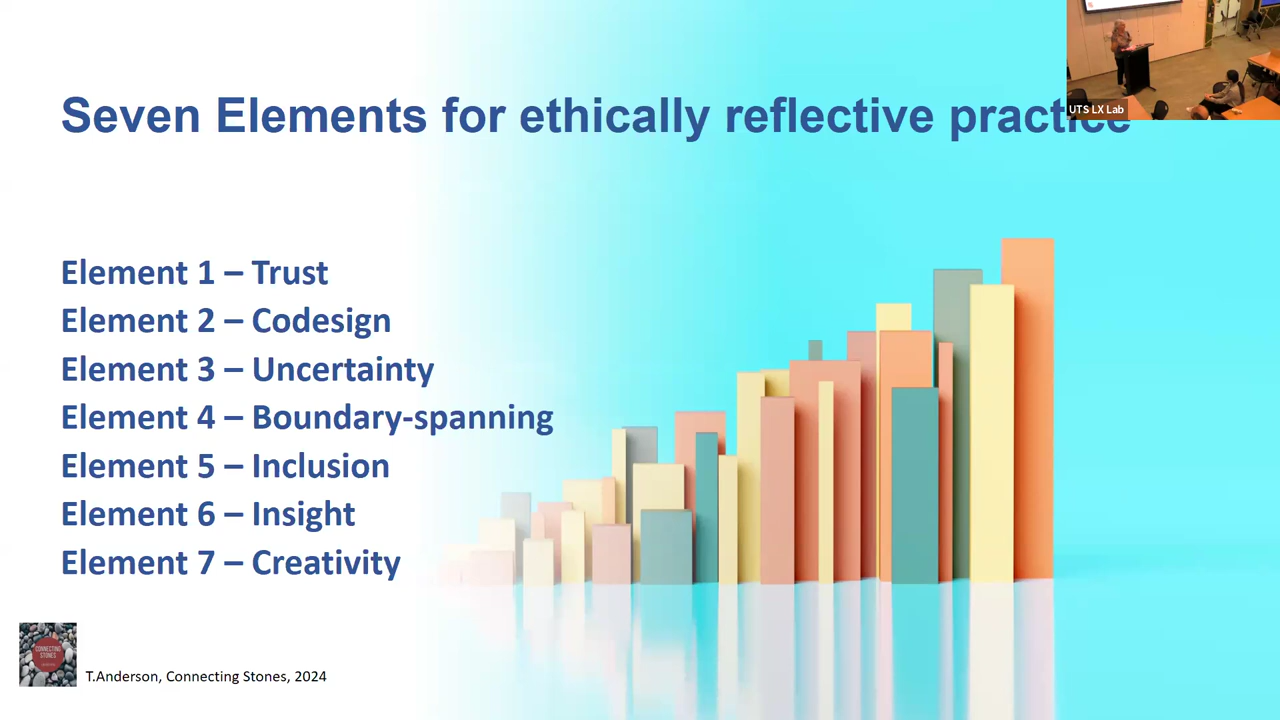 Seven Elements for ethically reflective practice
UTS LX Lab
Element 1 – Trust
Element 2 – Codesign
Element 3 – Uncertainty
Element 4 – Boundary-spanning
Element 5 – Inclusion
Element 6 – Insight
Element 7 – Creativity
CONNECTING
STONES
T.Anderson, Connecting Stones, 2024